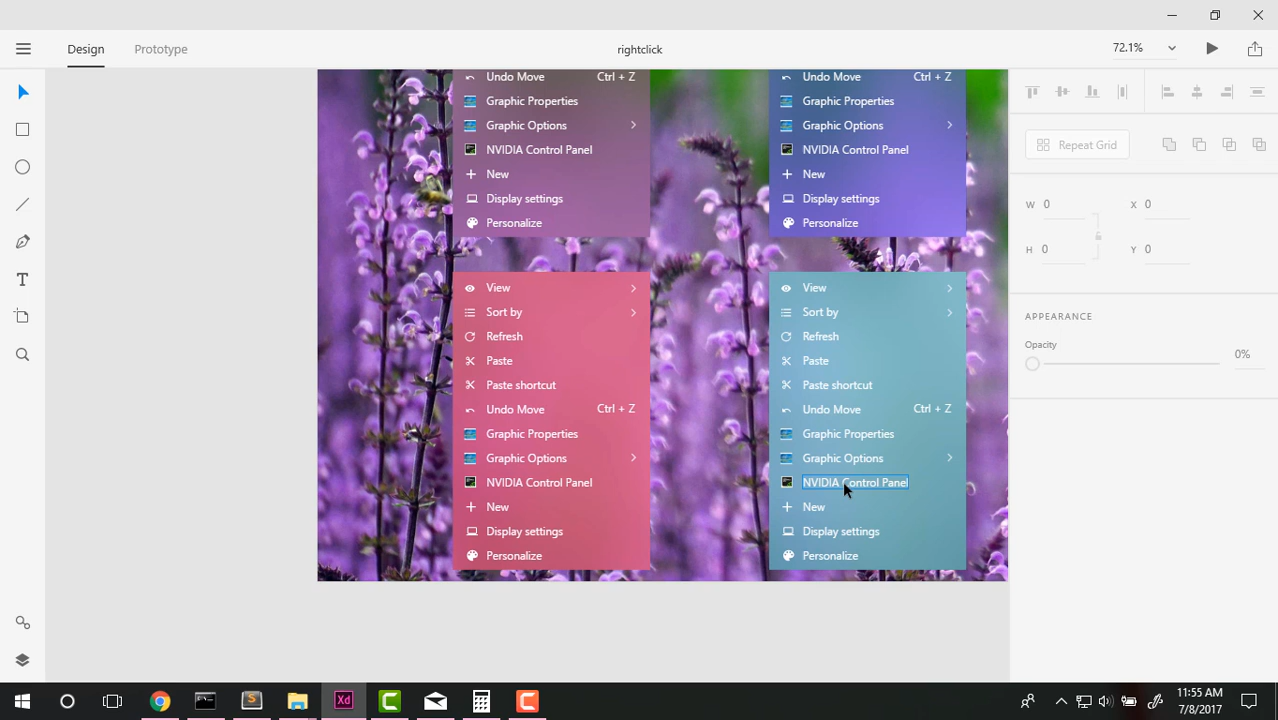 Design Prototype rightclick 72.1%
Undo Move Ctrl + Z
Graphic Properties
Graphic Options
NVIDIA Control Panel
New
Display settings
Personalize
Undo Move Ctrl + Z
Graphic Properties
Graphic Options
NVIDIA Control Panel
New
Display settings
Personalize
View
Sort by
Refresh
Paste
Paste shortcut
Undo Move Ctrl + Z
Graphic Properties
Graphic Options
NVIDIA Control Panel
New
Display settings
Personalize
View
Sort by
Refresh
Paste
Paste shortcut
Undo Move Ctrl + Z
Graphic Properties
Graphic Options
NVIDIA Control Panel
New
Display settings
Personalize
Repeat Grid
W 0 X 0
H 0 Y 0
APPEARANCE
Opacity
0%
Xd
11:55 AM
7/8/2017